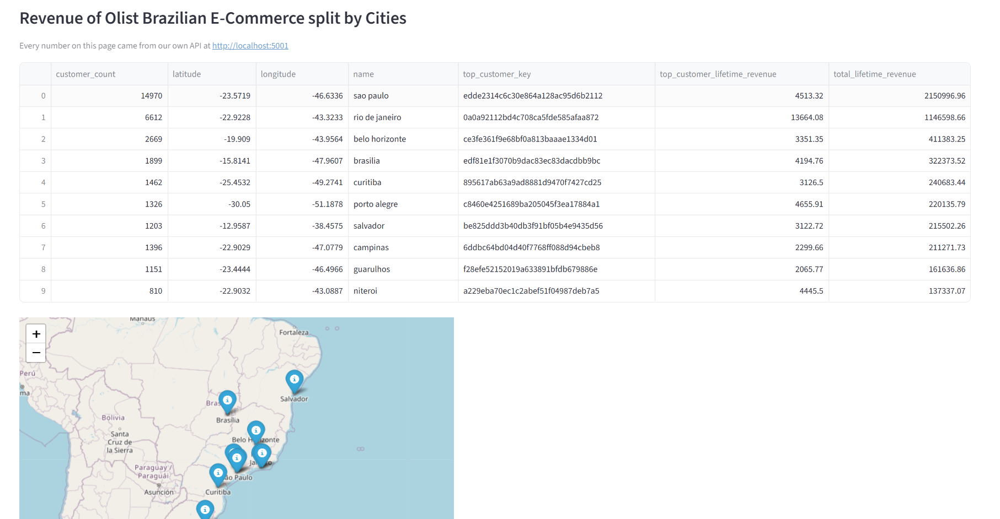 Revenue of Olist Brazilian E-Commerce split by Cities
Every number on this page came from our own API at http://localhost:5001
customer_count latitude longitude name top_customer_key top_customer_lifetime_revenue total_lifetime_revenue
0 14970 -23.5719 -46.6336 sao paulo edde2314c6c30e864a128ac95d6b2112 4513.32 2150996.96
1 6612 -22.9228 -43.3233 rio de janeiro 0a0a92112bd4c708ca5fde585afaa872 13664.08 1146598.66
2 2669 -19.909 -43.9564 belo horizonte ce3fe361f9e68bf0a813baaae1334d01 3351.35 411383.25
3 1899 -15.8141 -47.9607 brasilia edf81e1f3070b9dac83ec83dacdbb9bc 4194.76 322373.52
4 1462 -25.4532 -49.2741 curitiba 895617ab63a9ad8881d9470f7427cd25 3126.5 240683.44
5 1326 -30.05 -51.1878 porto alegre c8460e4251689ba205045f3ea17884a1 4655.91 220135.79
6 1203 -12.9587 -38.4575 salvador be825ddd3b40db3f91bf05b4e9435d56 3122.72 215502.26
7 1396 -22.9029 -47.0779 campinas 6ddbc64bd04d40f7768ff088d94cbeb8 2299.66 211271.73
8 1151 -23.4444 -46.4966 guarulhos f28efe52152019a633891bfdb679886e 2065.77 161636.86
9 810 -22.9032 -43.0887 niteroi a229eba70ec1c2abef51f04987deb7a5 4445.5 137337.07
Manaus
+
−
Fortaleza
Perú
ma
Salvador
Bras
Brasília
Bolivia
Santa
Cruz de
la Sierra
Belo H zonte
Ja o
Paraguay /
Paraguái
ão Paulo
Asunción
Curitiba